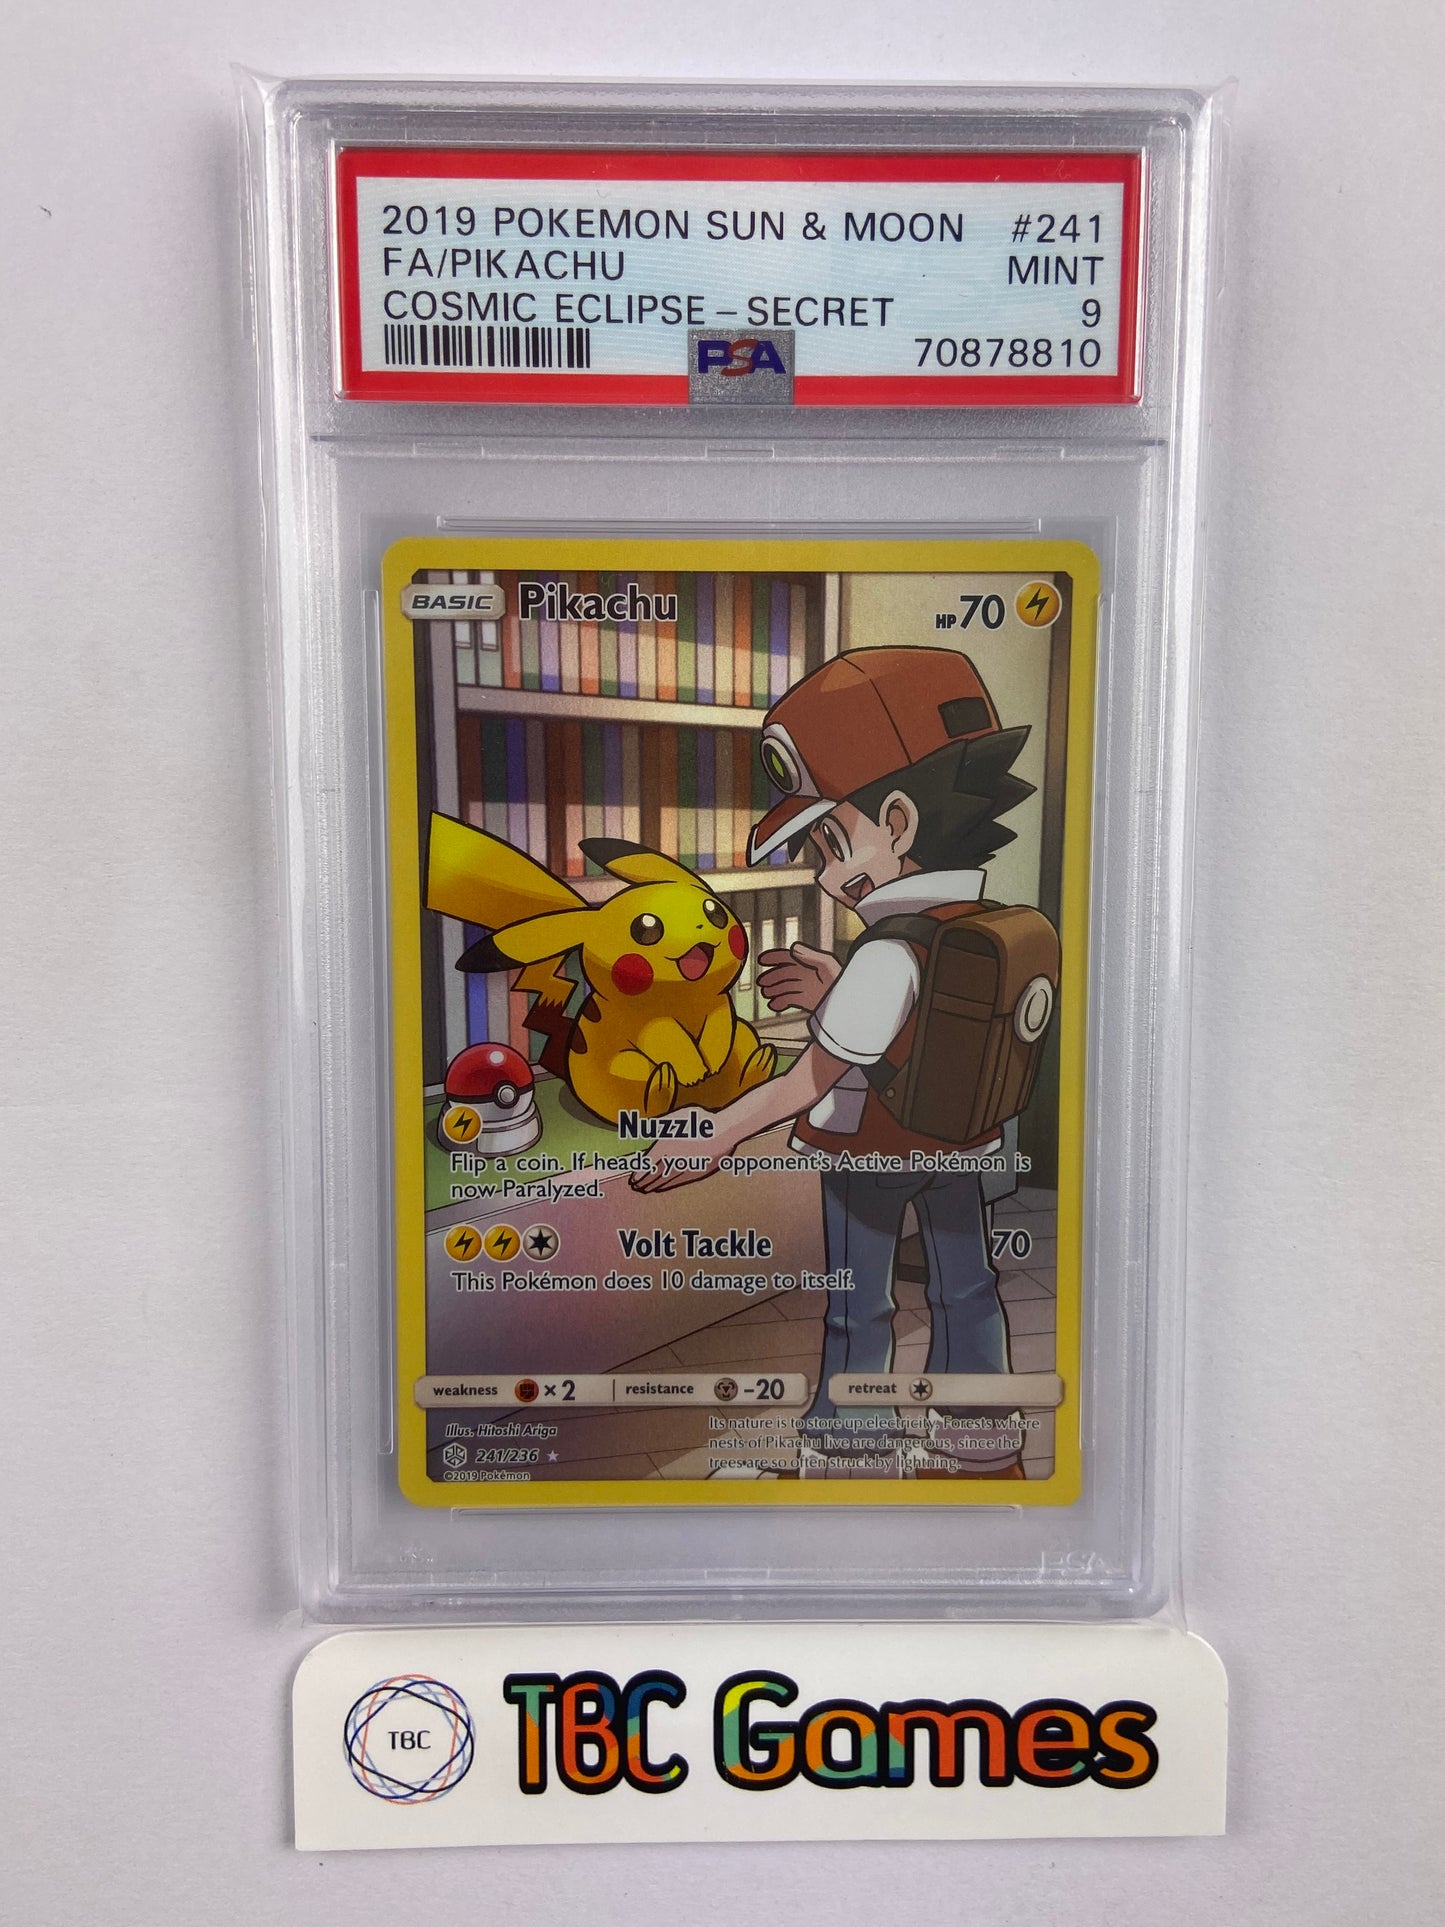 2019 POKEMON SUN & MOON #241
FA/PIKACHU MINT
COSMIC ECLIPSE – SECRET 9
PSA 70878810
BASIC Pikachu HP 70
Nuzzle
Flip a coin. If heads, your opponent's Active Pokémon is
now Paralyzed.
Volt Tackle 70
This Pokémon does 10 damage to itself.
weakness × 2 resistance -20 retreat
Illus. Hitoshi Ariga
241/236
©2019 Pokémon
Its nature is to store up electricity. Forests where
nests of Pikachu live are dangerous, since the
trees are so often struck by lightning.
PSA
TBC TBC Games